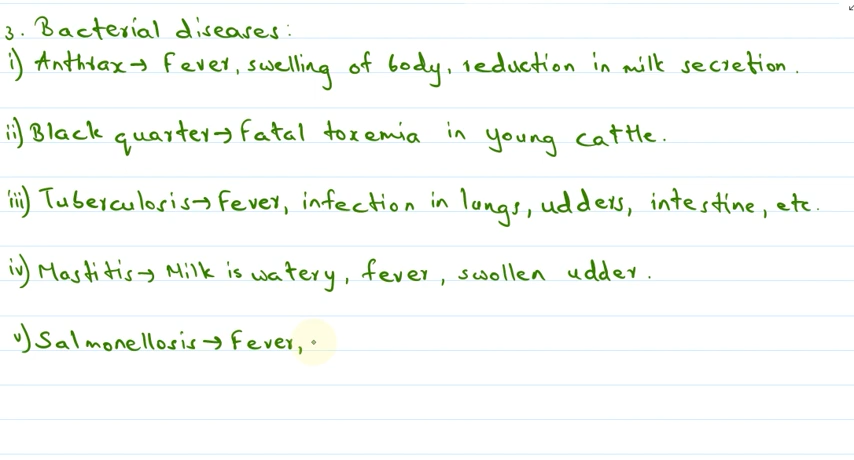 3. Bacterial diseases:
i) Anthrax → Fever, swelling of body, reduction in milk secretion.
ii) Black quarter → Fatal toxemia in young cattle.
iii) Tuberculosis → Fever, infection in lungs, udders, intestine, etc.
iv) Mastitis → Milk is watery, fever, swollen udder.
v) Salmonellosis → Fever,